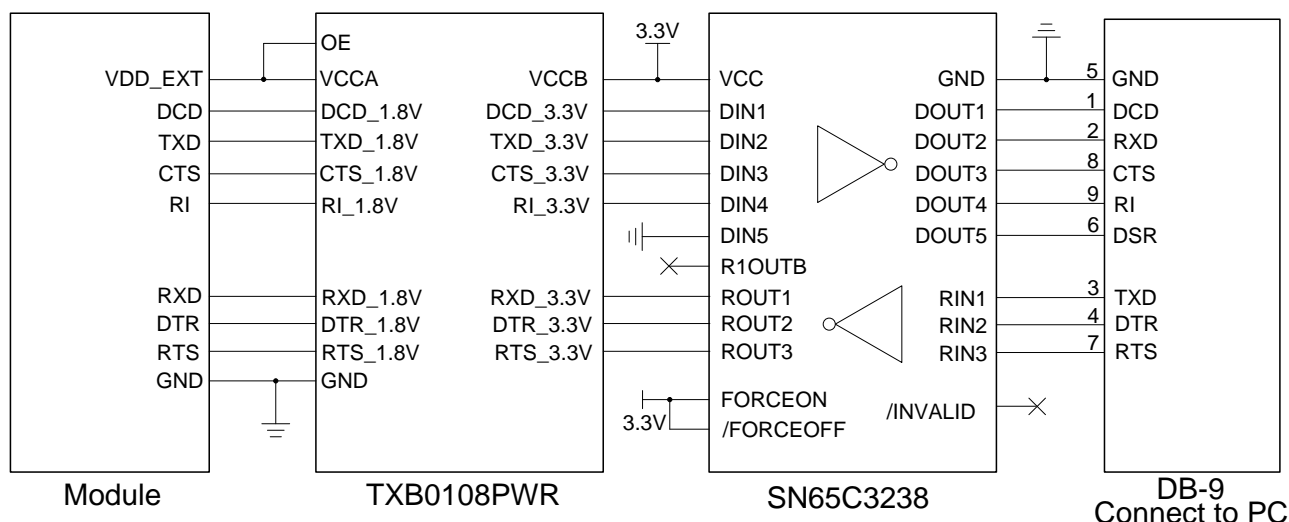 3.3V
OE
VDD_EXT VCCA VCCB VCC GND 5 GND
DCD DCD_1.8V DCD_3.3V DIN1 DOUT1 1 DCD
TXD TXD_1.8V TXD_3.3V DIN2 DOUT2 2 RXD
CTS CTS_1.8V CTS_3.3V DIN3 DOUT3 8 CTS
RI RI_1.8V RI_3.3V DIN4 DOUT4 9 RI
DIN5 DOUT5 6 DSR
R1OUTB
RXD RXD_1.8V RXD_3.3V ROUT1 RIN1 3 TXD
DTR DTR_1.8V DTR_3.3V ROUT2 RIN2 4 DTR
RTS RTS_1.8V RTS_3.3V ROUT3 RIN3 7 RTS
GND GND
FORCEON /INVALID
3.3V /FORCEOFF
Module TXB0108PWR SN65C3238 DB-9
Connect to PC